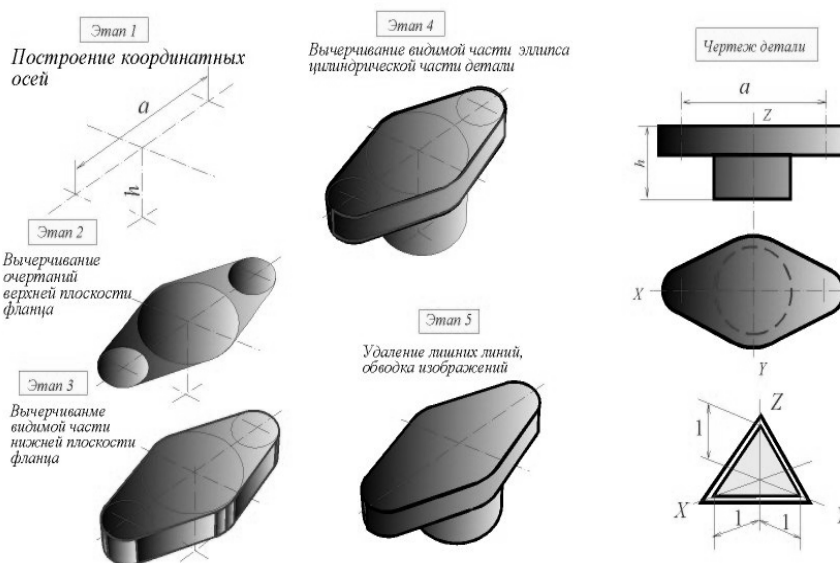 Этап 1
Построение координатных
осей
a
h
Этап 2
Вычерчивание
очертаний
верхней плоскости
фланца
Этап 3
Вычерчиванме
видимой части
нижней плоскости
фланца
Этап 4
Вычерчивание видимой части эллипса
цилиндрической части детали
Этап 5
Удаление лишних линий,
обводка изображений
Чертеж детали
a
Z
h
X
Y
Z
1
X
1
1